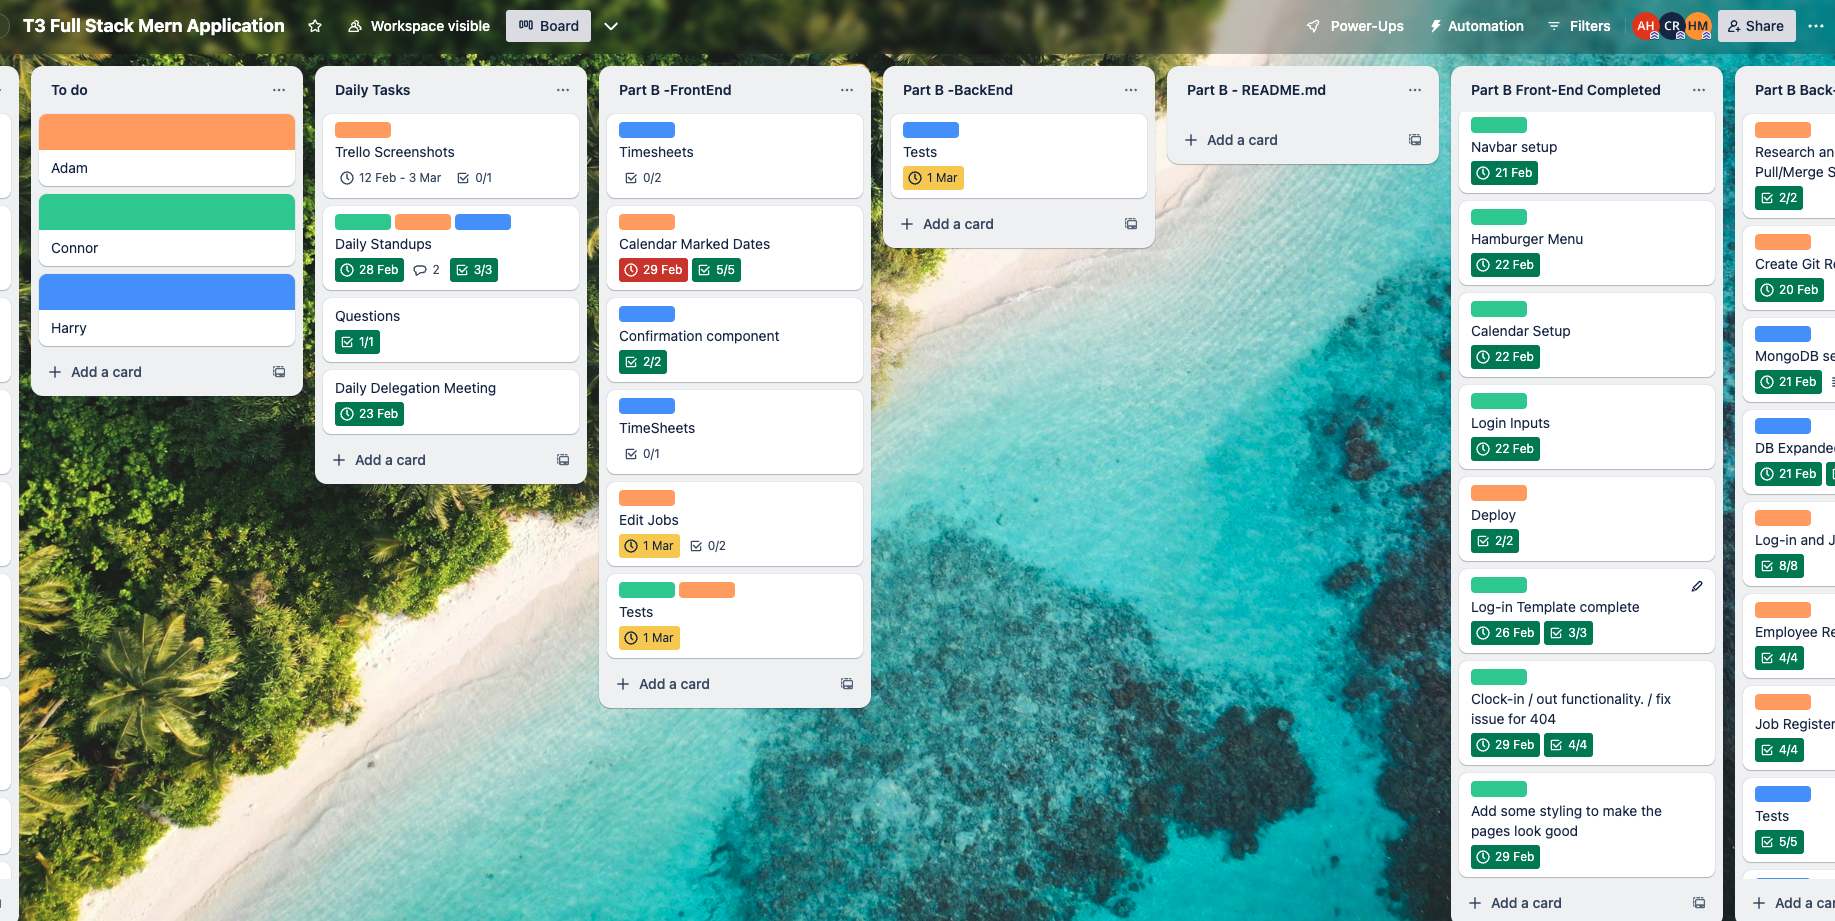 T3 Full Stack Mern Application
Workspace visible
Board
Power-Ups
Automation
Filters
AH
CR
HM
Share
To do
Adam
Connor
Harry
Add a card
Daily Tasks
Trello Screenshots
12 Feb - 3 Mar
0/1
Daily Standups
28 Feb
2
3/3
Questions
1/1
Daily Delegation Meeting
23 Feb
Add a card
Part B -FrontEnd
Timesheets
0/2
Calendar Marked Dates
29 Feb
5/5
Confirmation component
2/2
TimeSheets
0/1
Edit Jobs
1 Mar
0/2
Tests
1 Mar
Add a card
Part B -BackEnd
Tests
1 Mar
Add a card
Part B - README.md
Add a card
Part B Front-End Completed
Navbar setup
21 Feb
Hamburger Menu
22 Feb
Calendar Setup
22 Feb
Login Inputs
22 Feb
Deploy
2/2
Log-in Template complete
26 Feb
3/3
Clock-in / out functionality. / fix
issue for 404
29 Feb
4/4
Add some styling to make the
pages look good
29 Feb
Add a card
Part B Back-
Research an
Pull/Merge S
2/2
Create Git R
20 Feb
MongoDB se
21 Feb
DB Expande
21 Feb
Log-in and J
8/8
Employee Re
4/4
Job Register
4/4
Tests
5/5
Add a car